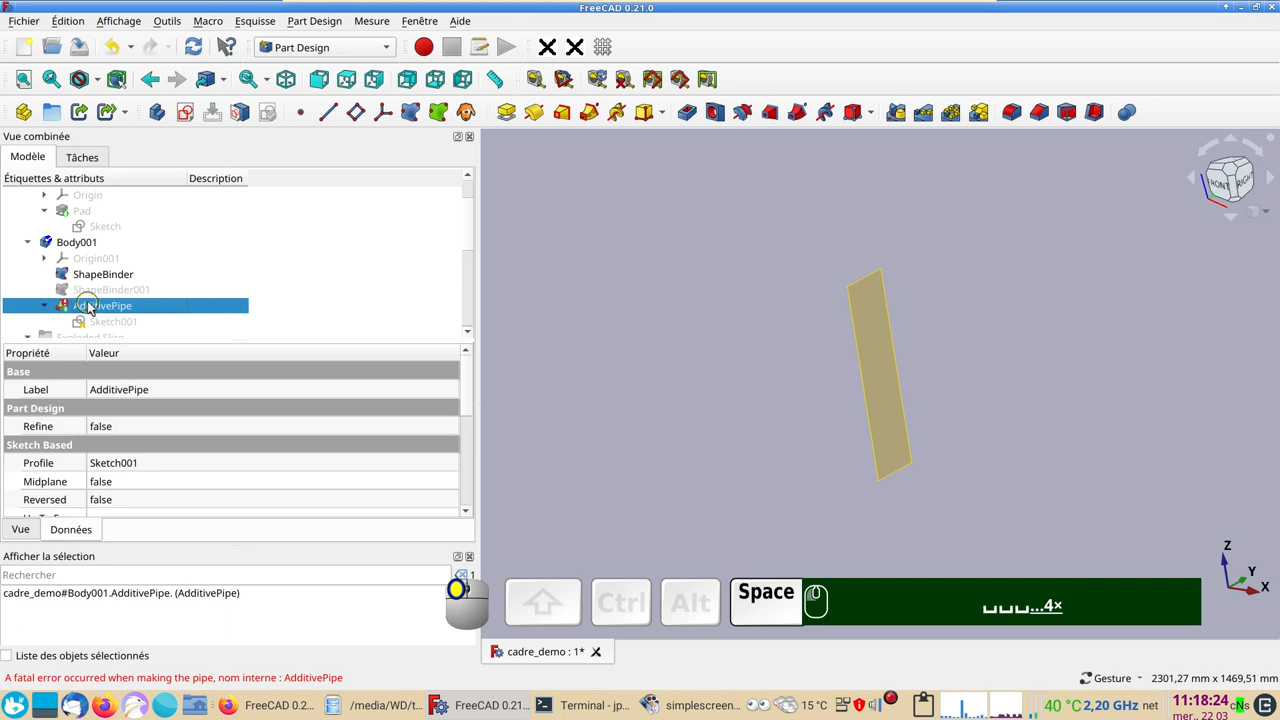 FreeCAD 0.21.0
Fichier Édition Affichage Outils Macro Esquisse Part Design Mesure Fenêtre Aide
Part Design
Vue combinée
Modèle Tâches
Étiquettes & attributs Description
Origin
Pad
Sketch
Body001
Origin001
ShapeBinder
ShapeBinder001
AdditivePipe
Sketch001
Exploded Slice
Propriété Valeur
Base
Label AdditivePipe
Part Design
Refine false
Sketch Based
Profile Sketch001
Midplane false
Reversed false
Vue Données
Afficher la sélection
Rechercher 1
cadre_demo#Body001.AdditivePipe. (AdditivePipe)
Liste des objets sélectionnés
FRONT RIGHT
Z
Y
X
Ctrl Alt Space ␣␣␣...4×
cadre_demo : 1*
A fatal error occurred when making the pipe, nom interne : AdditivePipe
Gesture 2301,27 mm x 1469,51 mm
FreeCAD 0.2... /media/WD/t... FreeCAD 0.21... Terminal - jp... simplescreen... 15 °C 40 °C 2,20 GHz net 11:18:24
mer., 22 03